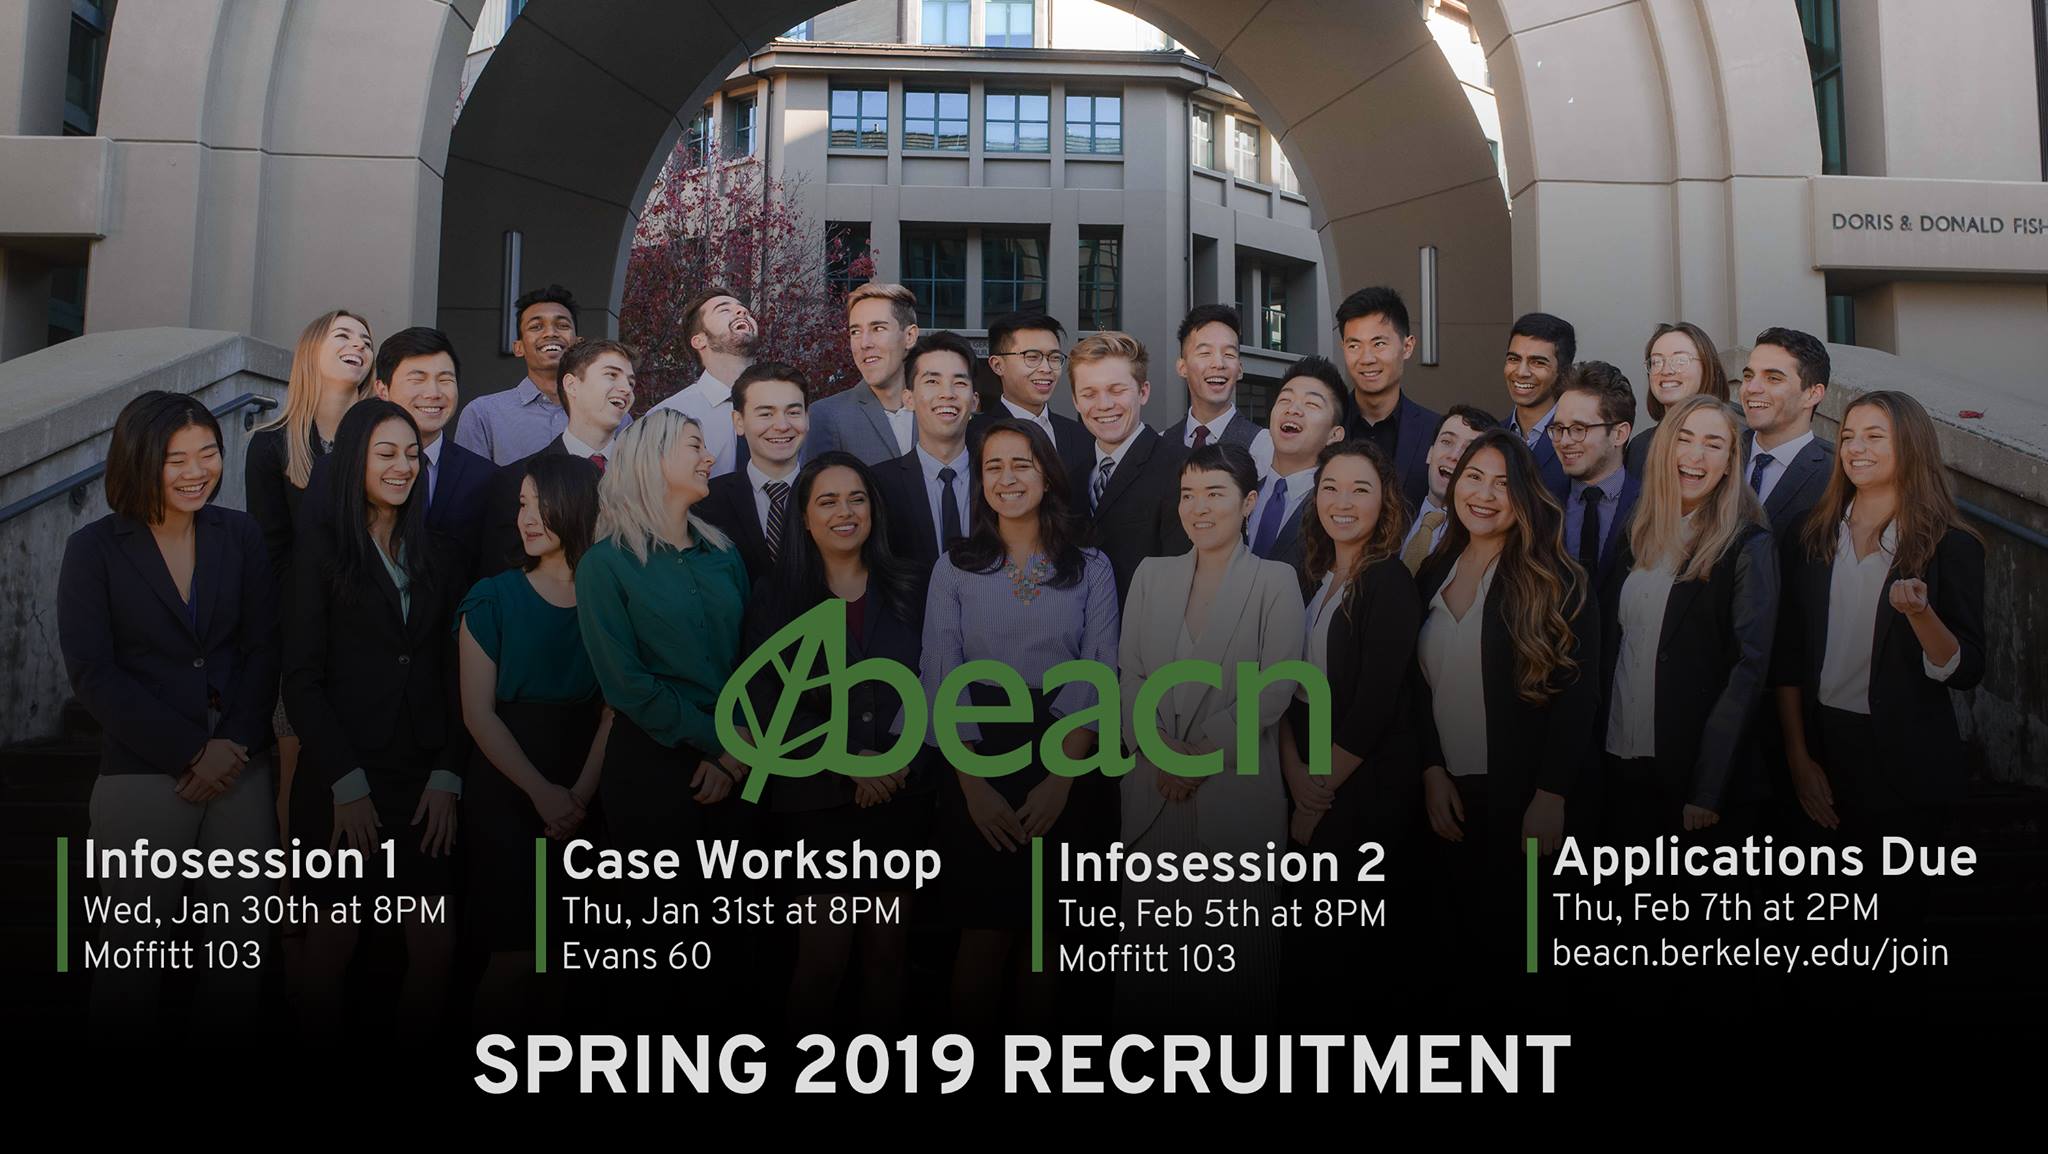 DORIS & DONALD FISH
beacn
Infosession 1
Wed, Jan 30th at 8PM
Moffitt 103
Case Workshop
Thu, Jan 31st at 8PM
Evans 60
Infosession 2
Tue, Feb 5th at 8PM
Moffitt 103
Applications Due
Thu, Feb 7th at 2PM
beacn.berkeley.edu/join
SPRING 2019 RECRUITMENT